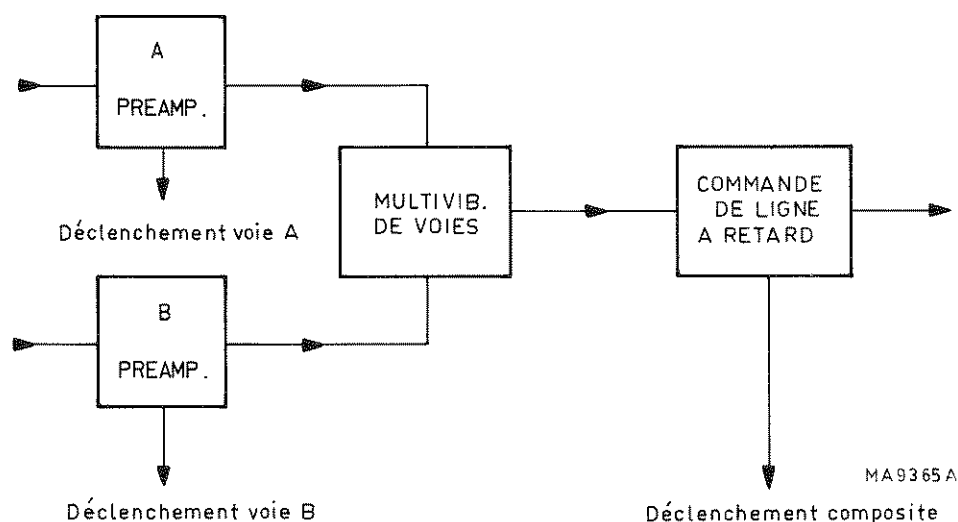 A
PREAMP.
Déclenchement voie A
B
PREAMP.
Déclenchement voie B
MULTIVIB.
DE VOIES
COMMANDE
DE LIGNE
A RETARD
MA9365A
Déclenchement composite